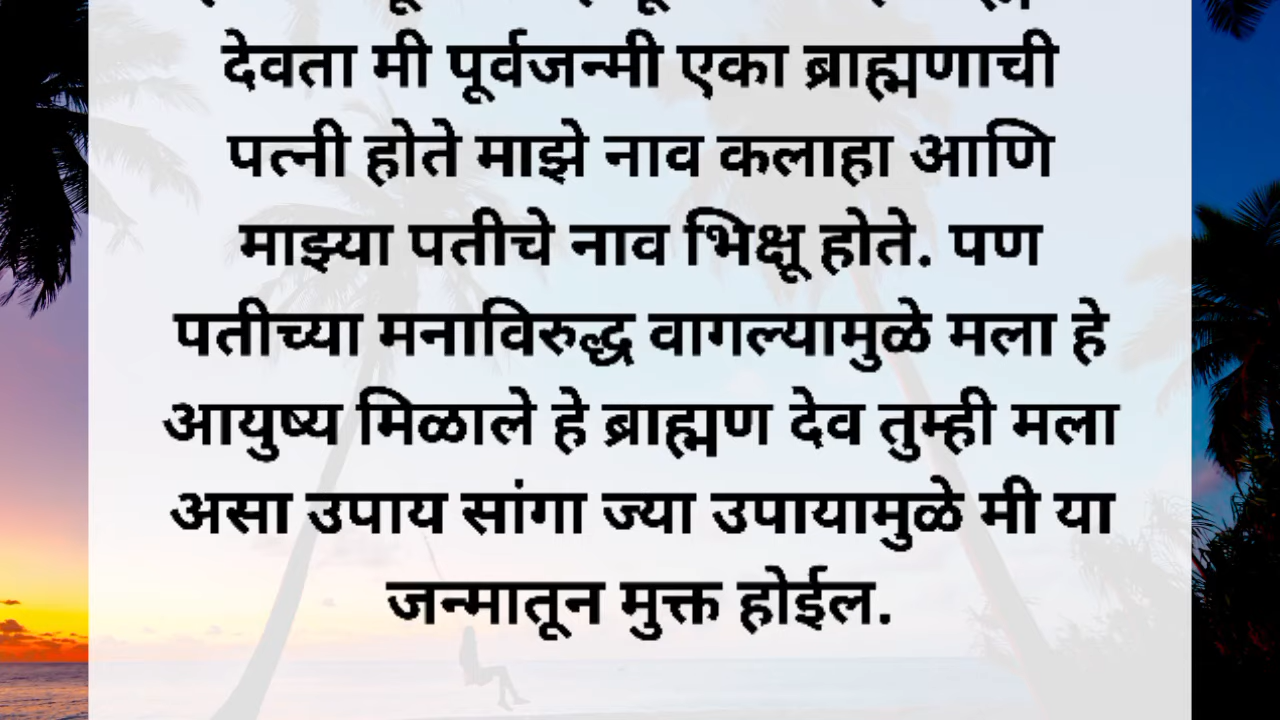 देवता मी पूर्वजन्मी एका ब्राह्मणाची
पत्नी होते माझे नाव कलाहा आणि
माझ्या पतीचे नाव भिक्षू होते. पण
पतीच्या मनाविरुद्ध वागल्यामुळे मला हे
आयुष्य मिळाले हे ब्राह्मण देव तुम्ही मला
असा उपाय सांगा ज्या उपायामुळे मी या
जन्मातून मुक्त होईल.